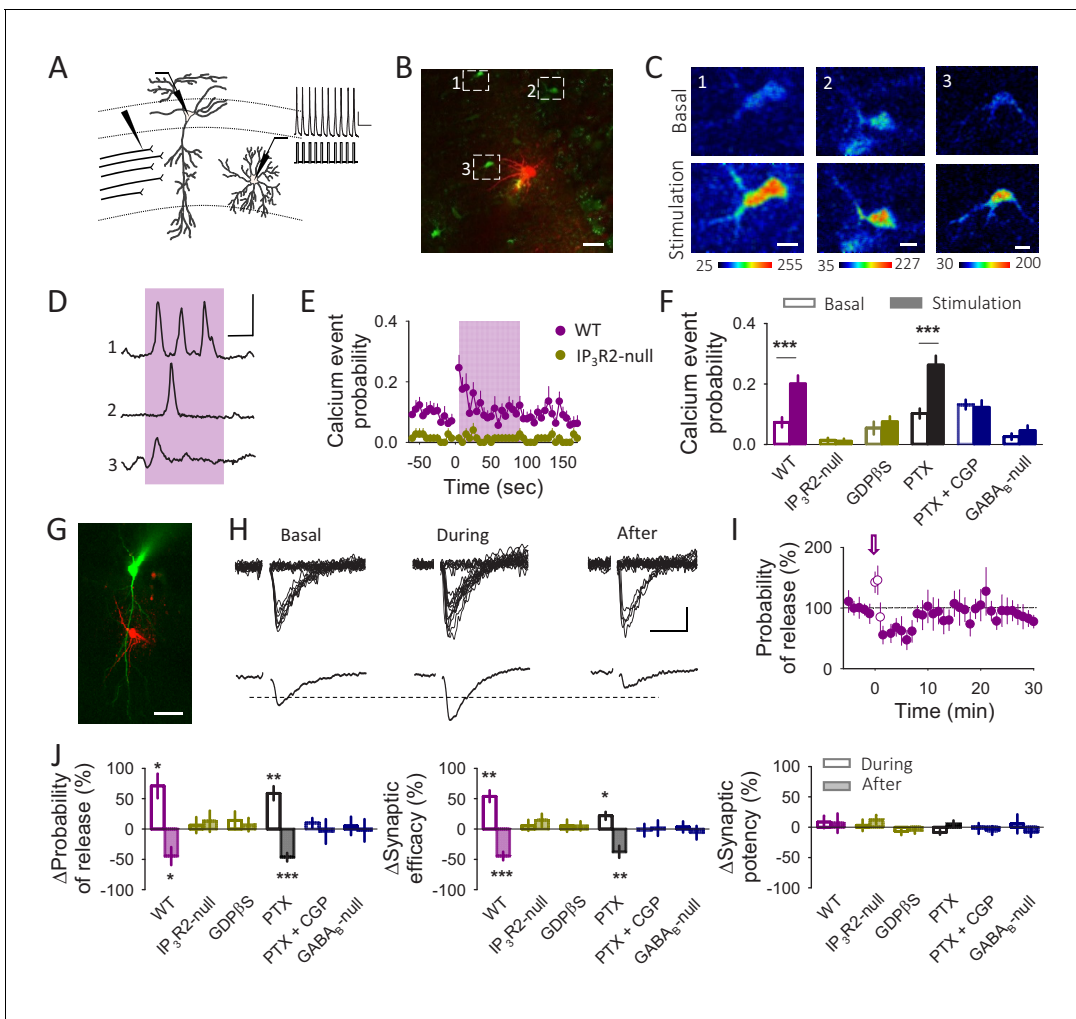 A
B
1
2
3
C
1
2
3
Basal
Stimulation
25 255
35 227
30 200
D
1
2
3
E
Calcium event
probability
0.4
0.2
0.0
-50 0 50 100 150
Time (sec)
WT
IP3R2-null
F
Basal
Stimulation
Calcium event
probability
0.4
0.2
0.0
***
***
WT
IP3R2-null
GDPβS
PTX
PTX + CGP
GABAB-null
G
H
Basal
During
After
I
Probability
of release (%)
200
100
0
0 10 20 30
Time (min)
J
ΔProbability
of release (%)
100
50
0
-50
-100
*
*
**
***
WT
IP3R2-null
GDPβS
PTX
PTX + CGP
GABAB-null
ΔSynaptic
efficacy (%)
100
50
0
-50
-100
**
***
*
**
WT
IP3R2-null
GDPβS
PTX
PTX + CGP
GABAB-null
ΔSynaptic
potency (%)
100
50
0
-50
-100
During
After
WT
IP3R2-null
GDPβS
PTX
PTX + CGP
GABAB-null